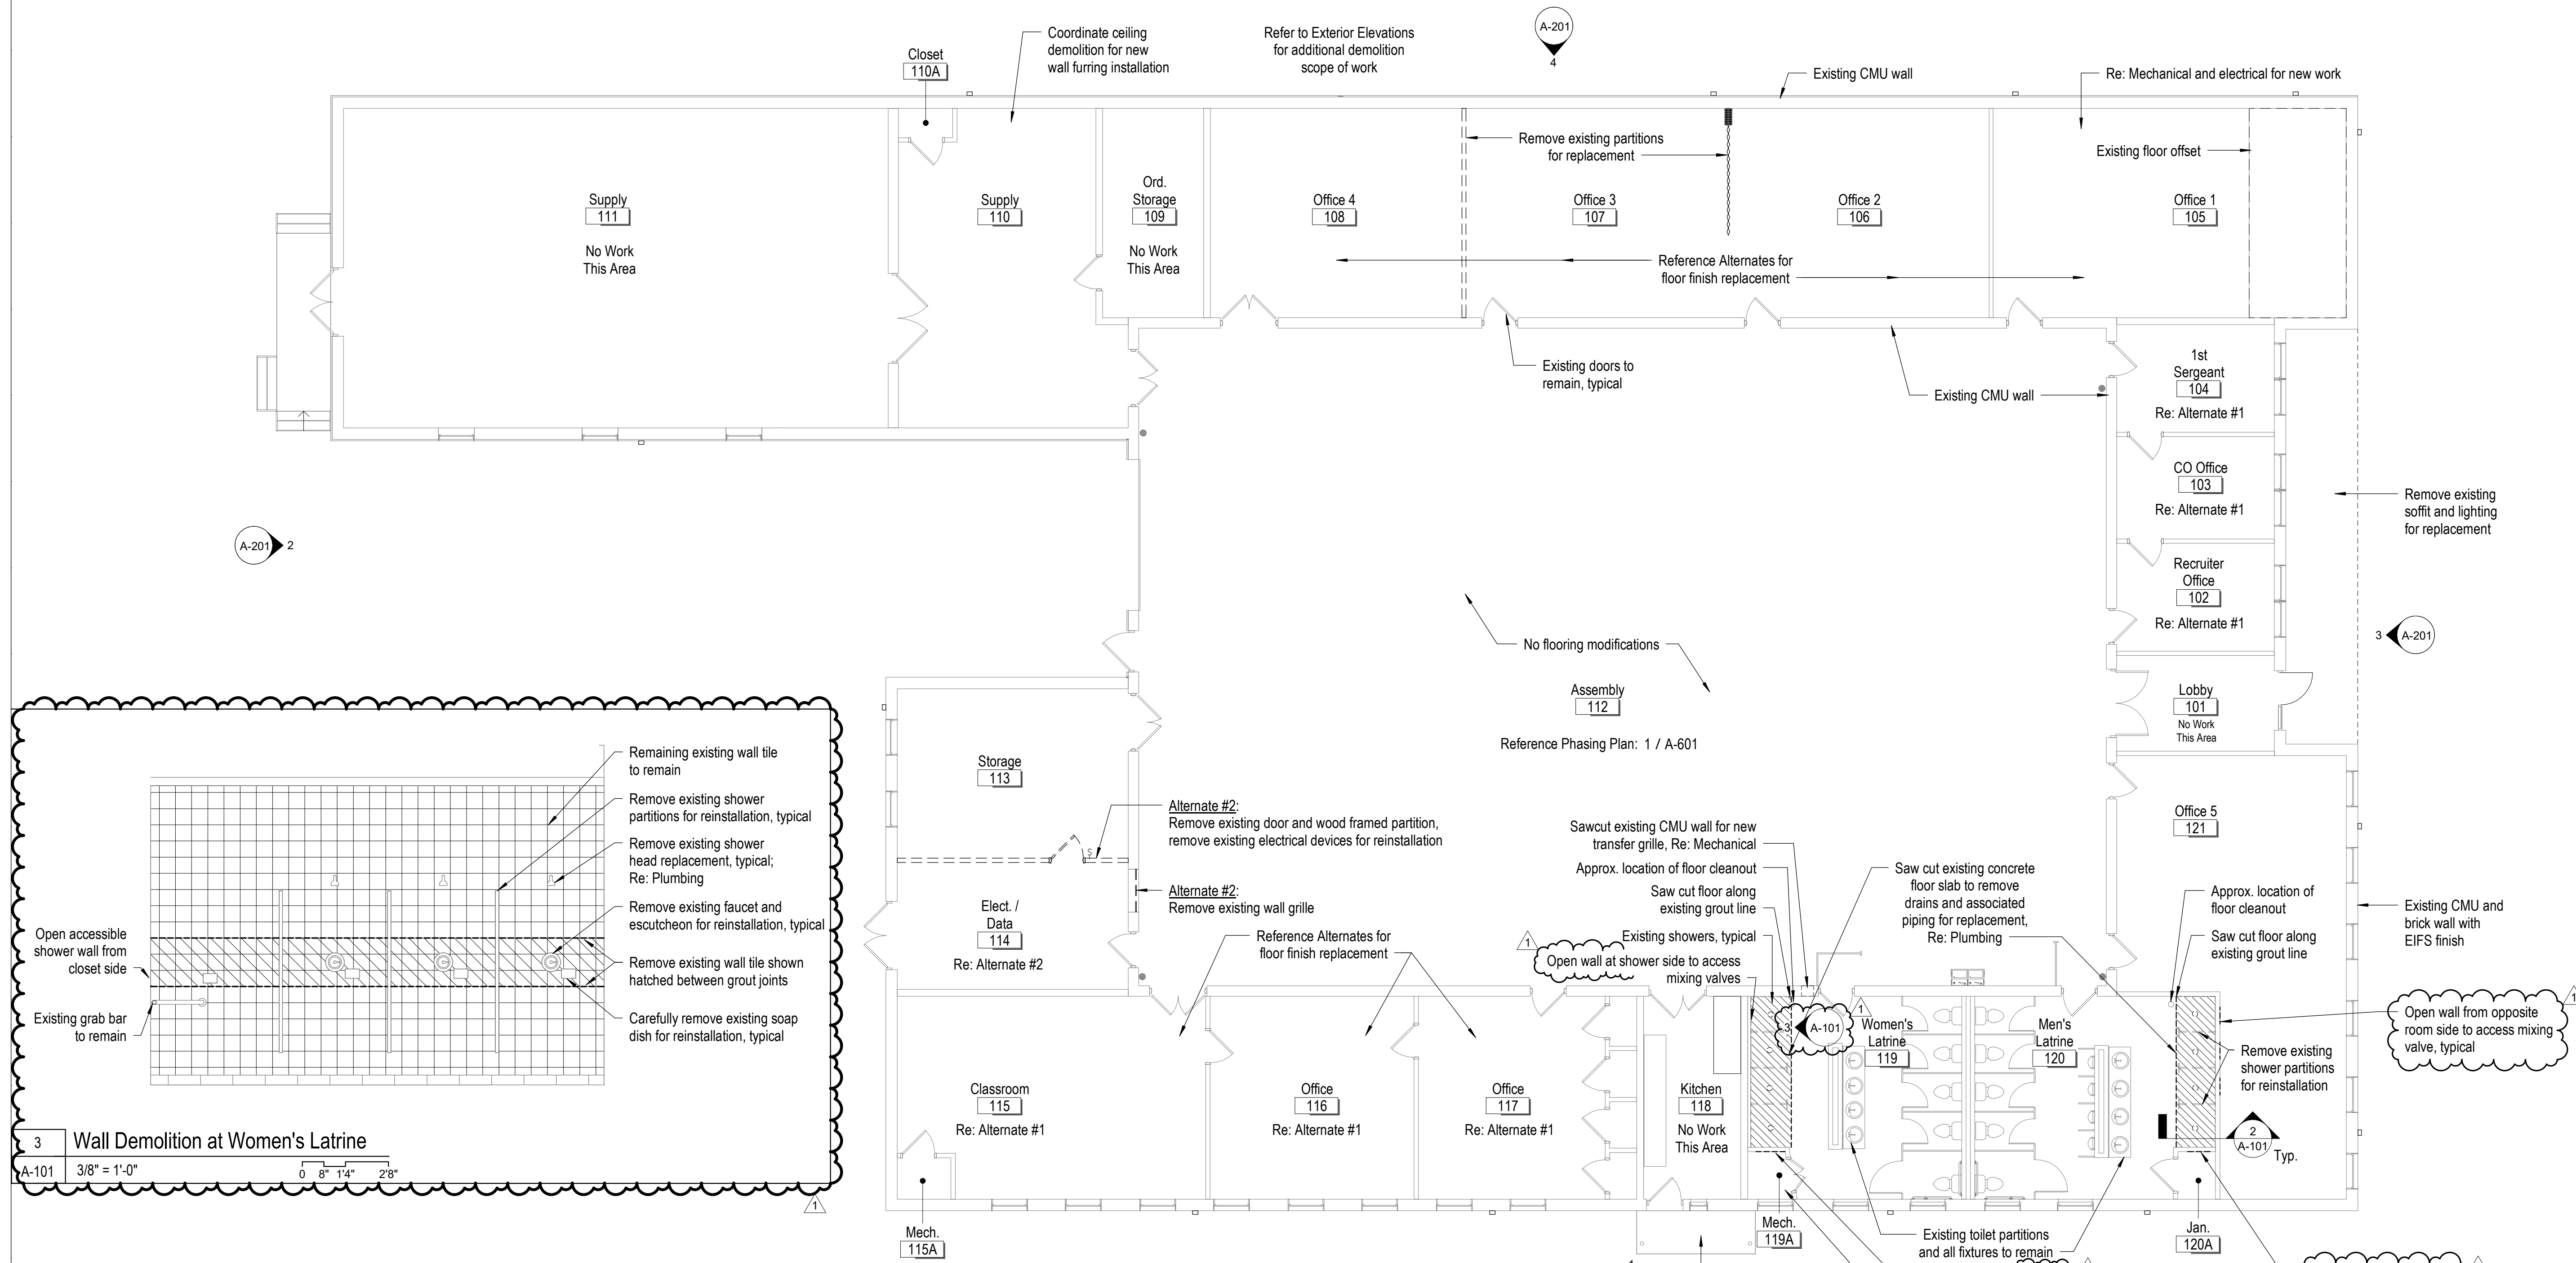 A-201
4
Closet
110A
Coordinate ceiling
demolition for new
wall furring installation
Refer to Exterior Elevations
for additional demolition
scope of work
Existing CMU wall
Re: Mechanical and electrical for new work
Remove existing partitions
for replacement
Existing floor offset
Supply
111
No Work
This Area
Supply
110
Ord.
Storage
109
No Work
This Area
Office 4
108
Office 3
107
Office 2
106
Office 1
105
Reference Alternates for
floor finish replacement
Existing doors to
remain, typical
Existing CMU wall
1st
Sergeant
104
Re: Alternate #1
CO Office
103
Re: Alternate #1
Remove existing
soffit and lighting
for replacement
A-201
2
Recruiter
Office
102
Re: Alternate #1
3
A-201
No flooring modifications
Assembly
112
Reference Phasing Plan: 1 / A-601
Lobby
101
No Work
This Area
Remaining existing wall tile
to remain
Remove existing shower
partitions for reinstallation, typical
Remove existing shower
head replacement, typical;
Re: Plumbing
Remove existing faucet and
escutcheon for reinstallation, typical
Remove existing wall tile shown
hatched between grout joints
Carefully remove existing soap
dish for reinstallation, typical
Open accessible
shower wall from
closet side
Existing grab bar
to remain
3
Wall Demolition at Women's Latrine
A-101
3/8" = 1'-0"
0 8" 1'4" 2'8"
1
Storage
113
Alternate #2:
Remove existing door and wood framed partition,
remove existing electrical devices for reinstallation
$
Alternate #2:
Remove existing wall grille
Elect. /
Data
114
Re: Alternate #2
Reference Alternates for
floor finish replacement
Sawcut existing CMU wall for new
transfer grille, Re: Mechanical
Approx. location of floor cleanout
Saw cut floor along
existing grout line
Existing showers, typical
1
Open wall at shower side to access
mixing valves
Saw cut existing concrete
floor slab to remove
drains and associated
piping for replacement,
Re: Plumbing
Office 5
121
Approx. location of
floor cleanout
Saw cut floor along
existing grout line
Existing CMU and
brick wall with
EIFS finish
1
Open wall from opposite
room side to access mixing
valve, typical
Remove existing
shower partitions
for reinstallation
3
A-101
1
Women's
Latrine
119
Men's
Latrine
120
Classroom
115
Re: Alternate #1
Office
116
Re: Alternate #1
Office
117
Re: Alternate #1
Kitchen
118
No Work
This Area
2
A-101
Typ.
Mech.
115A
Mech.
119A
Existing toilet partitions
and all fixtures to remain
Jan.
120A